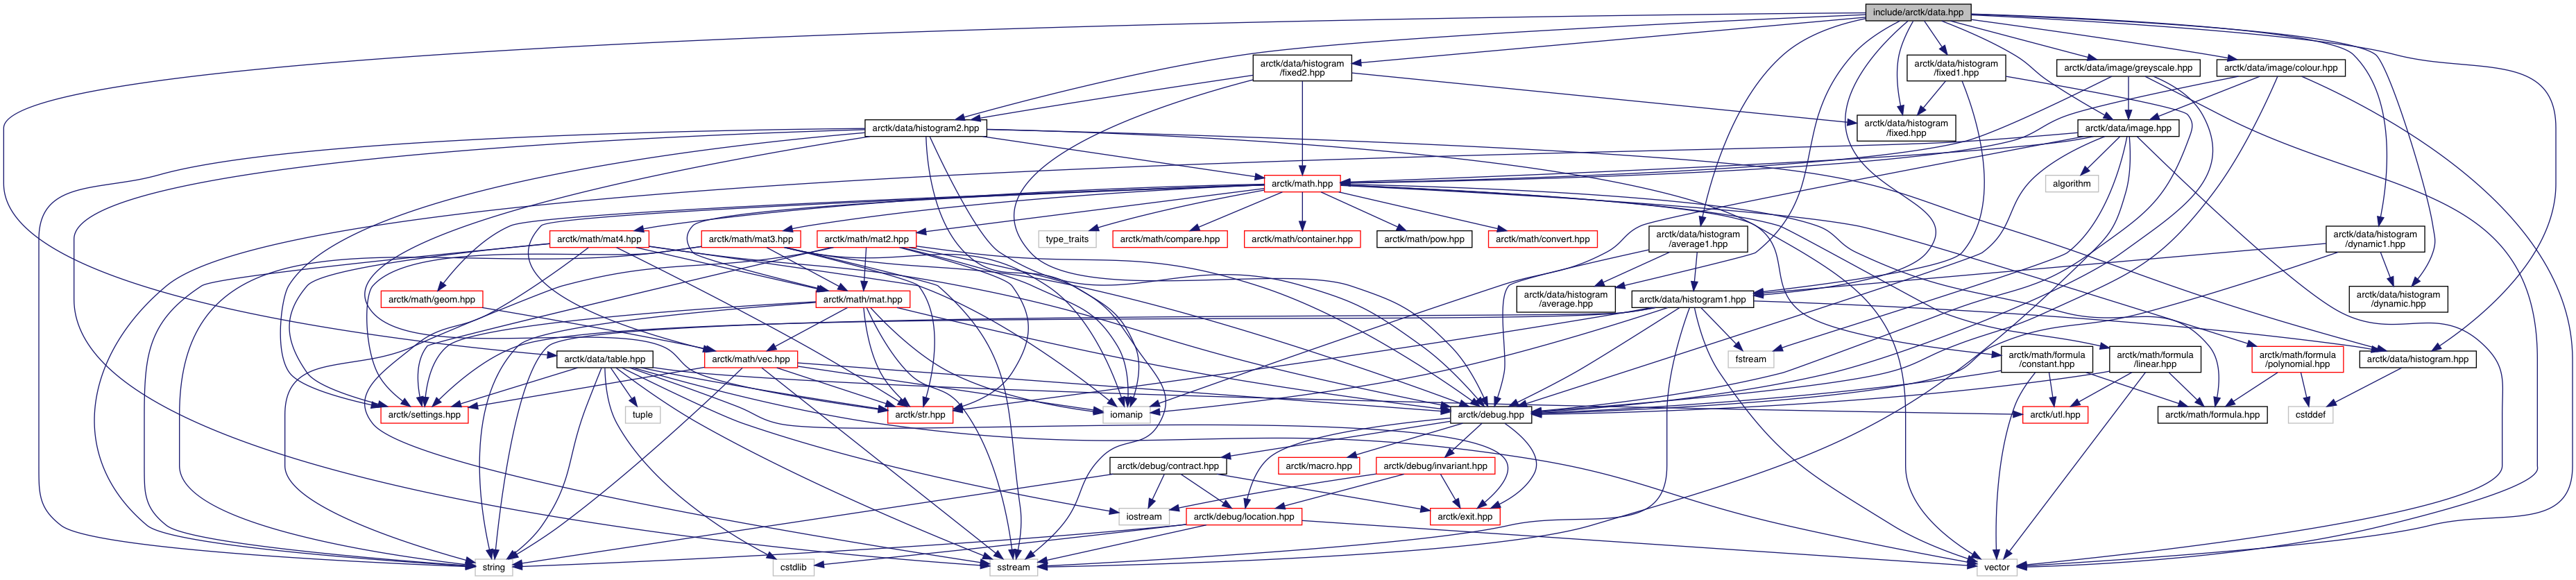 include/arctk/data.hpp
arctk/data/histogram
/fixed2.hpp
arctk/data/histogram
/fixed1.hpp
arctk/data/image/greyscale.hpp
arctk/data/image/colour.hpp
arctk/data/histogram2.hpp
arctk/data/histogram
/fixed.hpp
arctk/data/image.hpp
arctk/math.hpp
algorithm
arctk/math/mat4.hpp
arctk/math/mat3.hpp
arctk/math/mat2.hpp
type_traits
arctk/math/compare.hpp
arctk/math/container.hpp
arctk/math/pow.hpp
arctk/math/convert.hpp
arctk/data/histogram
/average1.hpp
arctk/data/histogram
/dynamic1.hpp
arctk/math/geom.hpp
arctk/math/mat.hpp
arctk/data/histogram
/average.hpp
arctk/data/histogram1.hpp
arctk/data/histogram
/dynamic.hpp
arctk/data/table.hpp
arctk/math/vec.hpp
fstream
arctk/math/formula
/constant.hpp
arctk/math/formula
/linear.hpp
arctk/math/formula
/polynomial.hpp
arctk/data/histogram.hpp
arctk/settings.hpp
tuple
arctk/str.hpp
iomanip
arctk/debug.hpp
arctk/utl.hpp
arctk/math/formula.hpp
cstddef
arctk/debug/contract.hpp
arctk/macro.hpp
arctk/debug/invariant.hpp
iostream
arctk/debug/location.hpp
arctk/exit.hpp
string
cstdlib
sstream
vector